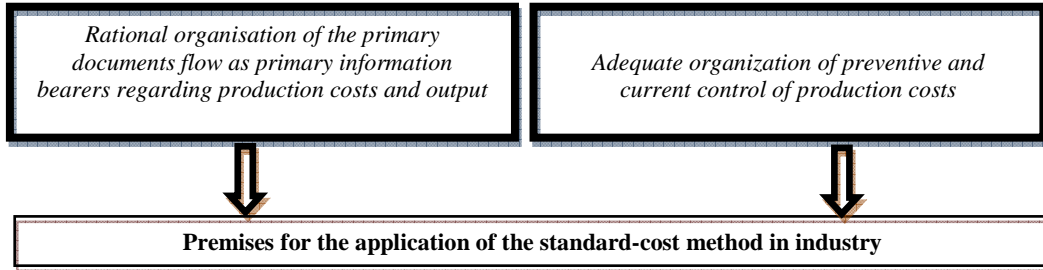 Rational organisation of the primary
documents flow as primary information
bearers regarding production costs and output
Adequate organization of preventive and
current control of production costs
Premises for the application of the standard-cost method in industry